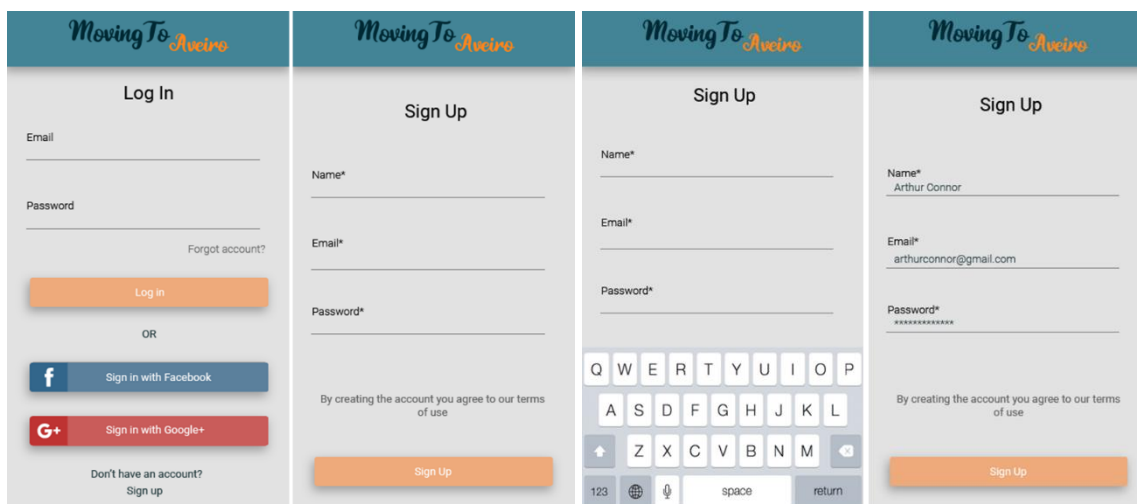 MovingTo Aveiro
Log In
Email
Password
Forgot account?
Log in
OR
f Sign in with Facebook
G+ Sign in with Google+
Don't have an account?
Sign up
MovingTo Aveiro
Sign Up
Name*
Email*
Password*
By creating the account you agree to our terms
of use
Sign Up
MovingTo Aveiro
Sign Up
Name*
Email*
Password*
Q W E R T Y U I O P
A S D F G H J K L
Z X C V B N M
123 space return
MovingTo Aveiro
Sign Up
Name*
Arthur Connor
Email*
arthurconnor@gmail.com
Password*
*************
By creating the account you agree to our terms
of use
Sign Up